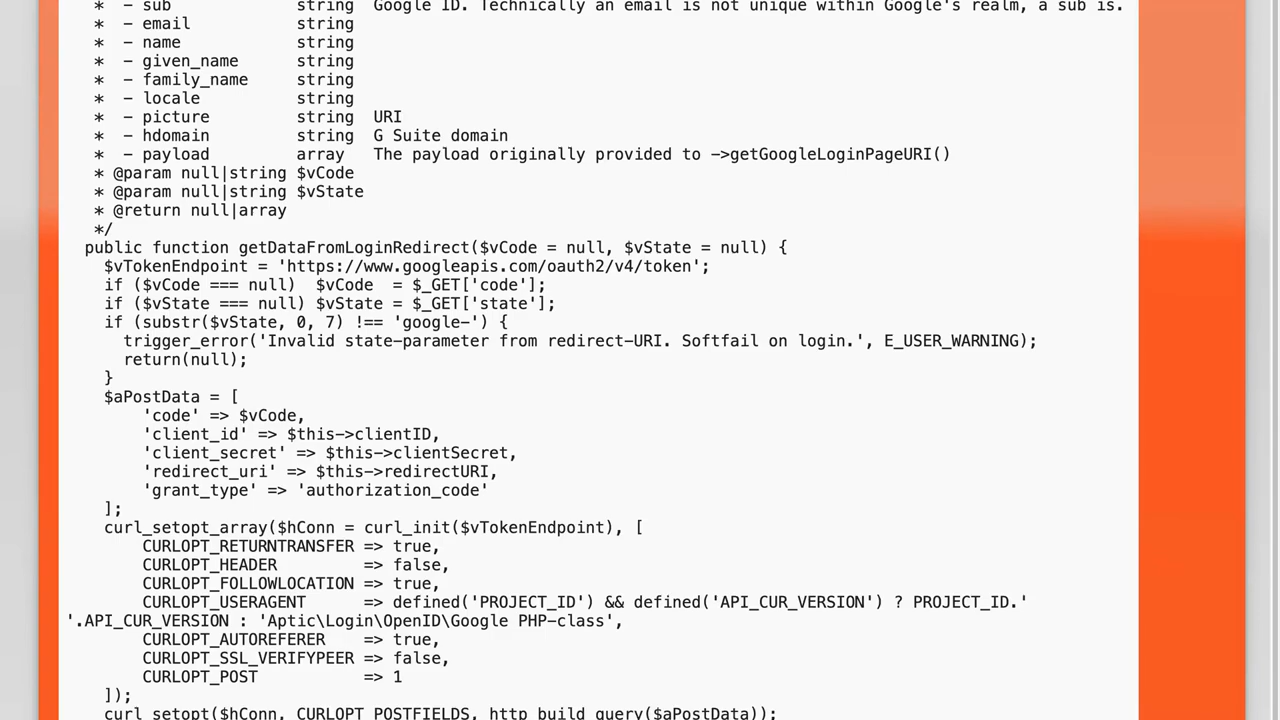 * - sub string Google ID. Technically an email is not unique within Google's realm, a sub is.
* - email string
* - name string
* - given_name string
* - family_name string
* - locale string
* - picture string URI
* - hdomain string G Suite domain
* - payload array The payload originally provided to ->getGoogleLoginPageURI()
* @param null|string $vCode
* @param null|string $vState
* @return null|array
*/
public function getDataFromLoginRedirect($vCode = null, $vState = null) {
$vTokenEndpoint = 'https://www.googleapis.com/oauth2/v4/token';
if ($vCode === null) $vCode = $_GET['code'];
if ($vState === null) $vState = $_GET['state'];
if (substr($vState, 0, 7) !== 'google-') {
trigger_error('Invalid state-parameter from redirect-URI. Softfail on login.', E_USER_WARNING);
return(null);
}
$aPostData = [
'code' => $vCode,
'client_id' => $this->clientID,
'client_secret' => $this->clientSecret,
'redirect_uri' => $this->redirectURI,
'grant_type' => 'authorization_code'
];
curl_setopt_array($hConn = curl_init($vTokenEndpoint), [
CURLOPT_RETURNTRANSFER => true,
CURLOPT_HEADER => false,
CURLOPT_FOLLOWLOCATION => true,
CURLOPT_USERAGENT => defined('PROJECT_ID') && defined('API_CUR_VERSION') ? PROJECT_ID.'
'.API_CUR_VERSION : 'Aptic\Login\OpenID\Google PHP-class',
CURLOPT_AUTOREFERER => true,
CURLOPT_SSL_VERIFYPEER => false,
CURLOPT_POST => 1
]);
curl_setopt($hConn, CURLOPT_POSTFIELDS, http_build_query($aPostData));